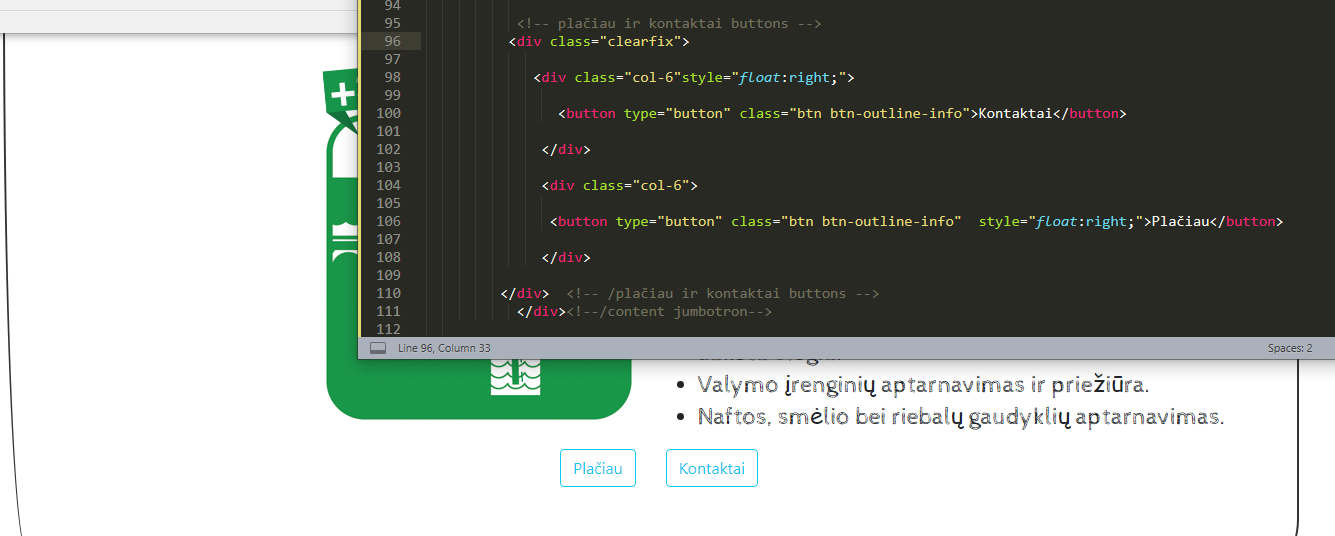 94
95 <!-- plačiau ir kontaktai buttons -->
96 <div class="clearfix">
97
98 <div class="col-6"style="float:right;">
99
100 <button type="button" class="btn btn-outline-info">Kontaktai</button>
101
102 </div>
103
104 <div class="col-6">
105
106 <button type="button" class="btn btn-outline-info"  style="float:right;">Plačiau</button>
107
108 </div>
109
110 </div>  <!-- /plačiau ir kontaktai buttons -->
111 </div><!--/content jumbotron-->
112
Line 96, Column 33 Spaces: 2
Valymo įrenginių aptarnavimas ir priežiūra.
Naftos, smėlio bei riebalų gaudyklių aptarnavimas.
Plačiau Kontaktai